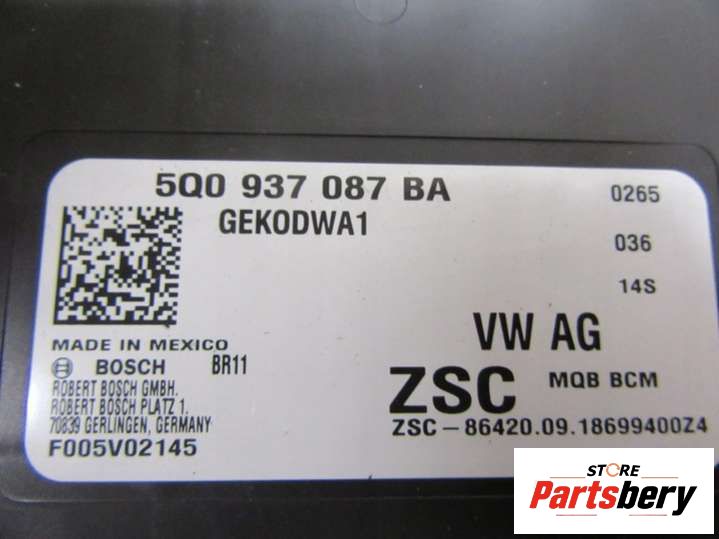 5Q0 937 087 BA
0265
GEKODWA1
036
14S
VW AG
MADE IN MEXICO
BOSCH BR11
ZSC MQB BCM
ROBERT BOSCH GMBH.
ROBERT BOSCH PLATZ 1.
70839 GERLINGEN, GERMANY
ZSC-86420.09.18699400Z4
F005V02145
STORE
Partsbery